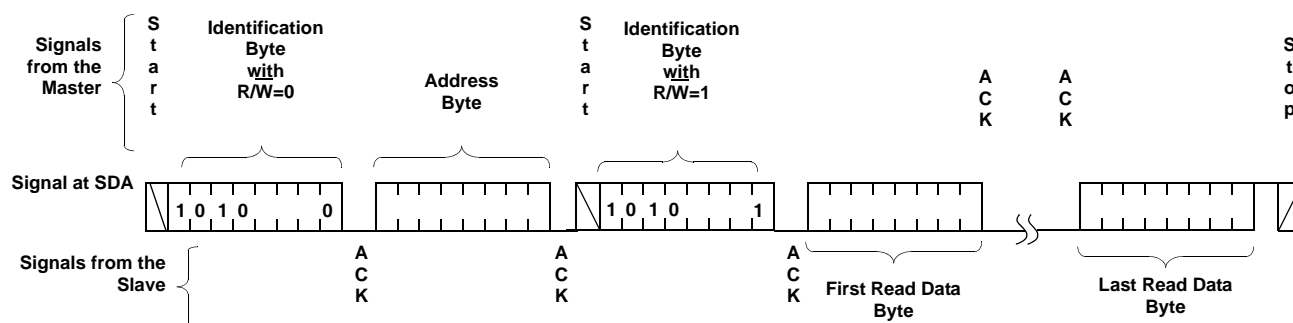 Signals
from the
Master
S
t
a
r
t
Identification
Byte
with
R/W=0
Address
Byte
S
t
a
r
t
Identification
Byte
with
R/W=1
A
C
K
A
C
K
S
t
o
p
Signal at SDA
1 0 1 0 0
1 0 1 0 1
Signals from the
Slave
A
C
K
A
C
K
A
C
K
First Read Data
Byte
Last Read Data
Byte